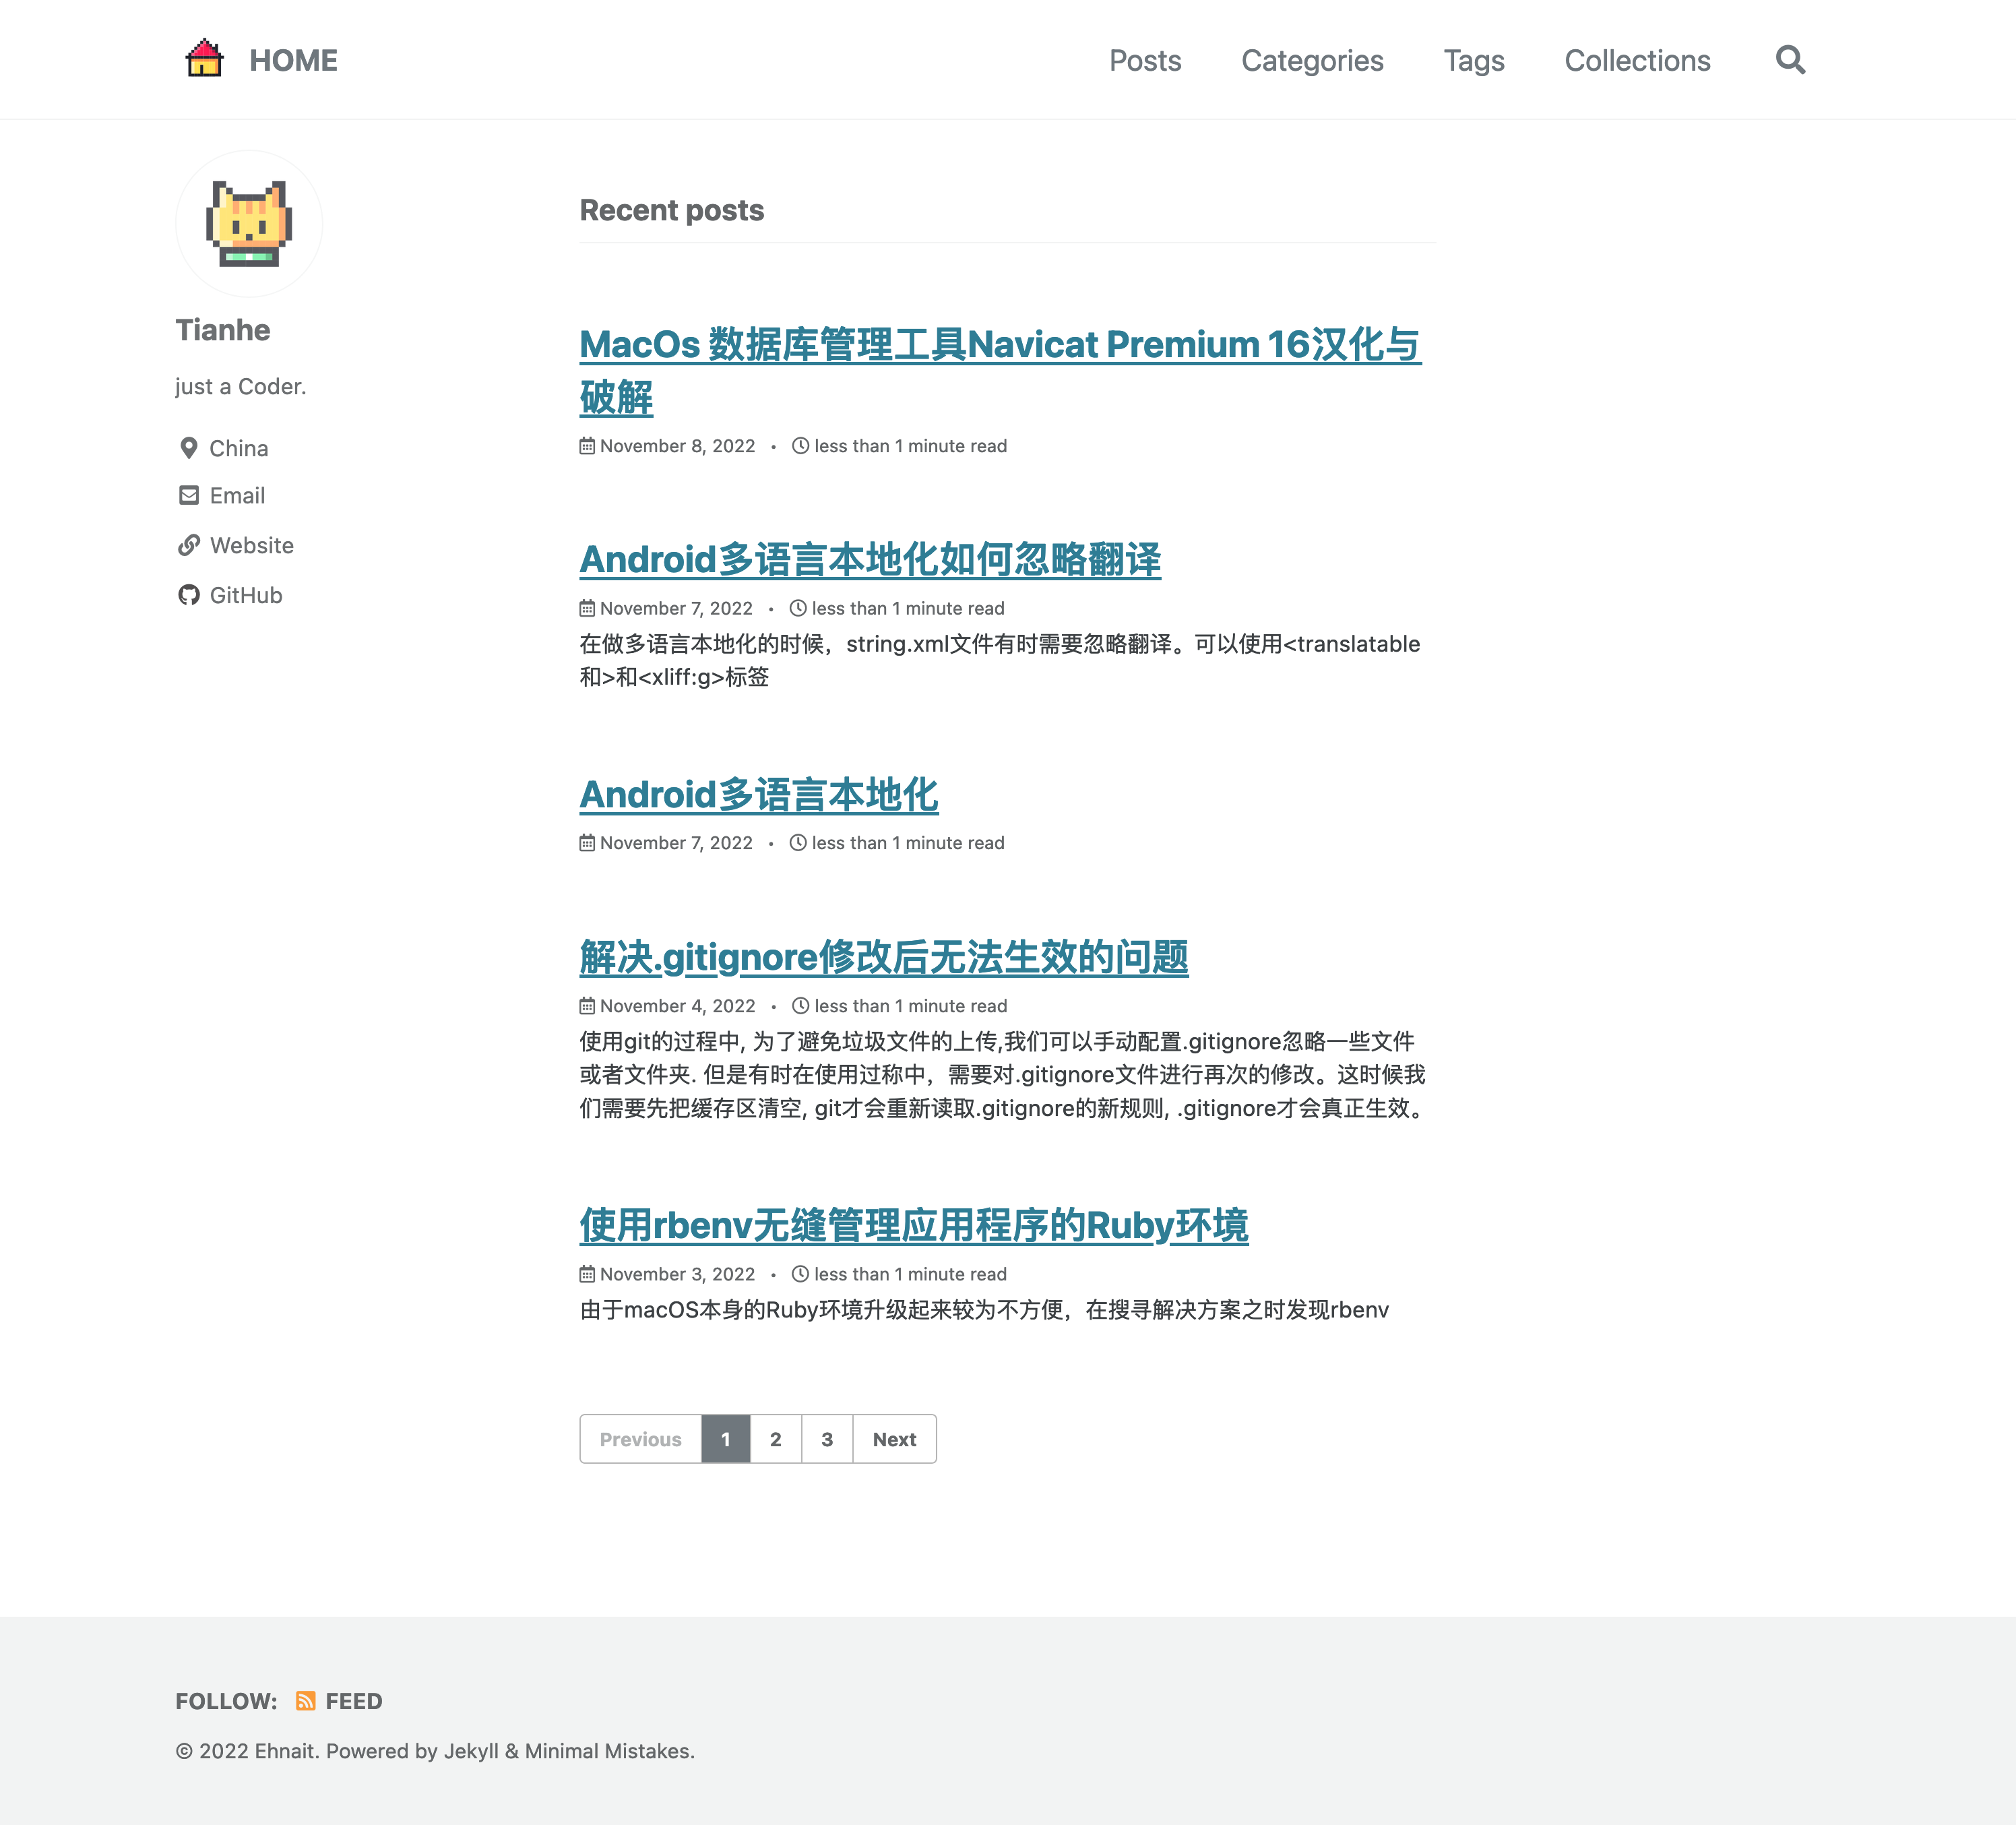 HOME
Posts
Categories
Tags
Collections
Tianhe
just a Coder.
China
Email
Website
GitHub
Recent posts
MacOs 数据库管理工具Navicat Premium 16汉化与
破解
November 8, 2022 • less than 1 minute read
Android多语言本地化如何忽略翻译
November 7, 2022 • less than 1 minute read
在做多语言本地化的时候，string.xml文件有时需要忽略翻译。可以使用<translatable
和>和<xliff:g>标签
Android多语言本地化
November 7, 2022 • less than 1 minute read
解决.gitignore修改后无法生效的问题
November 4, 2022 • less than 1 minute read
使用git的过程中, 为了避免垃圾文件的上传,我们可以手动配置.gitignore忽略一些文件
或者文件夹. 但是有时在使用过称中，需要对.gitignore文件进行再次的修改。这时候我
们需要先把缓存区清空, git才会重新读取.gitignore的新规则, .gitignore才会真正生效。
使用rbenv无缝管理应用程序的Ruby环境
November 3, 2022 • less than 1 minute read
由于macOS本身的Ruby环境升级起来较为不方便，在搜寻解决方案之时发现rbenv
Previous 1 2 3 Next
FOLLOW: FEED
© 2022 Ehnait. Powered by Jekyll & Minimal Mistakes.